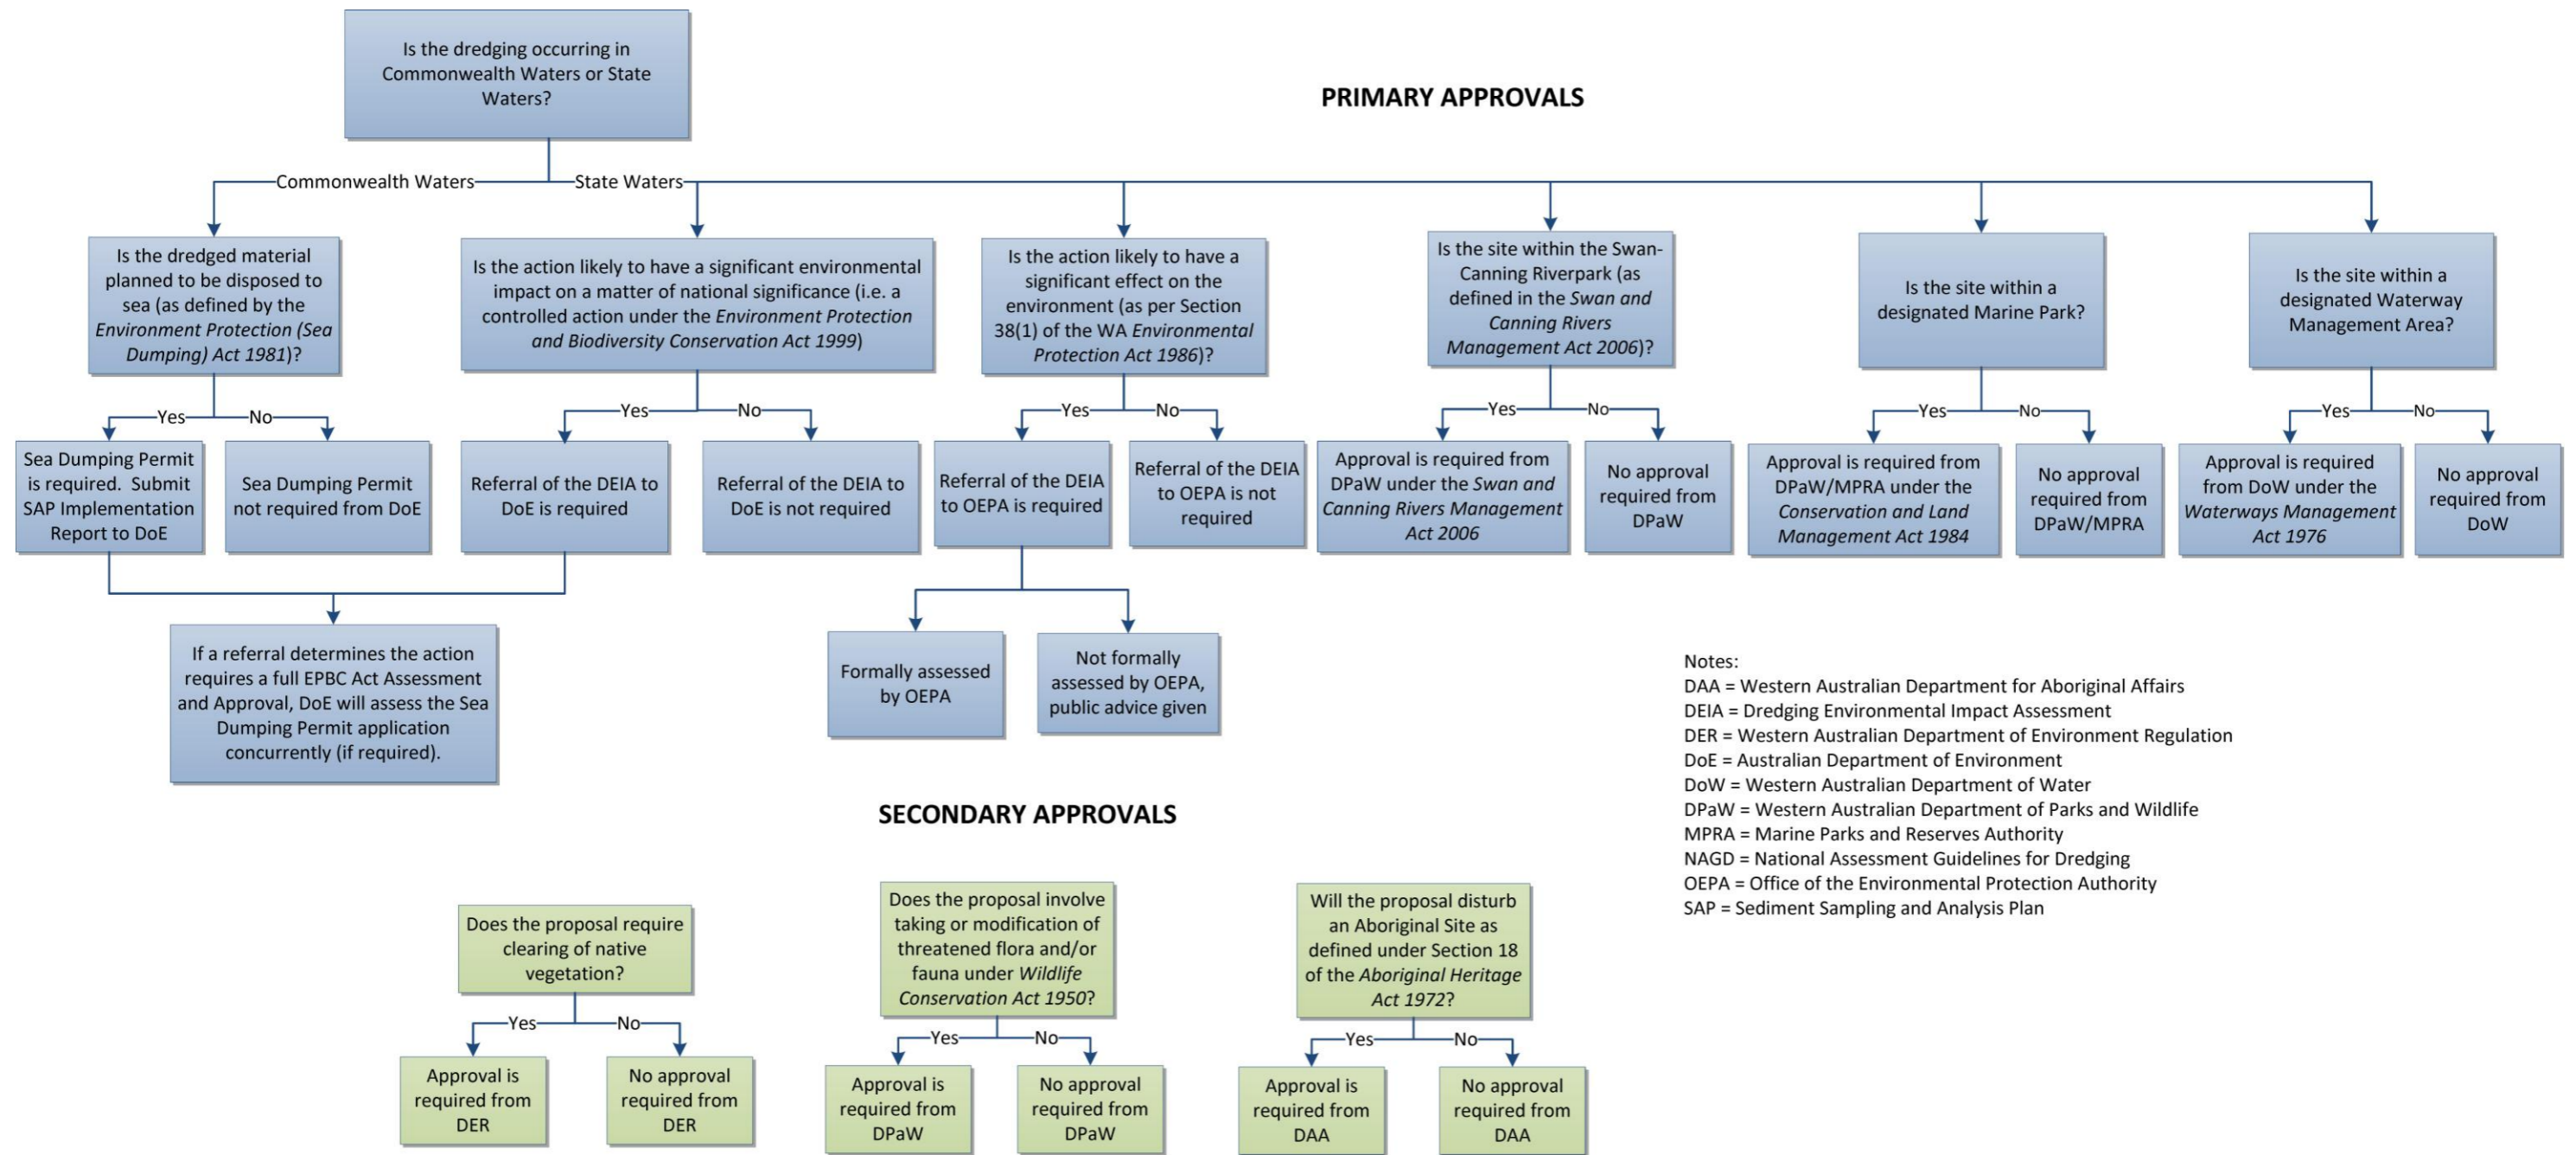 Is the dredging occurring in
Commonwealth Waters or State
Waters?
PRIMARY APPROVALS
Commonwealth Waters
State Waters
Is the dredged material
planned to be disposed to
sea (as defined by the
Environment Protection (Sea
Dumping) Act 1981)?
Is the action likely to have a significant environmental
impact on a matter of national significance (i.e. a
controlled action under the Environment Protection
and Biodiversity Conservation Act 1999)
Is the action likely to have a
significant effect on the
environment (as per Section
38(1) of the WA Environmental
Protection Act 1986)?
Is the site within the Swan-
Canning Riverpark (as
defined in the Swan and
Canning Rivers
Management Act 2006)?
Is the site within a
designated Marine Park?
Is the site within a
designated Waterway
Management Area?
Yes
No
Yes
No
Yes
No
Yes
No
Yes
No
Yes
No
Sea Dumping Permit
is required. Submit
SAP Implementation
Report to DoE
Sea Dumping Permit
not required from DoE
Referral of the DEIA to
DoE is required
Referral of the DEIA to
DoE is not required
Referral of the DEIA
to OEPA is required
Referral of the DEIA
to OEPA is not
required
Approval is required from
DPaW under the Swan and
Canning Rivers Management
Act 2006
No approval
required from
DPaW
Approval is required from
DPaW/MPRA under the
Conservation and Land
Management Act 1984
No approval
required from
DPaW/MPRA
Approval is required
from DoW under the
Waterways Management
Act 1976
No approval
required from
DoW
If a referral determines the action
requires a full EPBC Act Assessment
and Approval, DoE will assess the Sea
Dumping Permit application
concurrently (if required).
Formally assessed
by OEPA
Not formally
assessed by OEPA,
public advice given
Notes:
DAA = Western Australian Department for Aboriginal Affairs
DEIA = Dredging Environmental Impact Assessment
DER = Western Australian Department of Environment Regulation
DoE = Australian Department of Environment
DoW = Western Australian Department of Water
DPaW = Western Australian Department of Parks and Wildlife
MPRA = Marine Parks and Reserves Authority
NAGD = National Assessment Guidelines for Dredging
OEPA = Office of the Environmental Protection Authority
SAP = Sediment Sampling and Analysis Plan
SECONDARY APPROVALS
Does the proposal require
clearing of native
vegetation?
Does the proposal involve
taking or modification of
threatened flora and/or
fauna under Wildlife
Conservation Act 1950?
Will the proposal disturb
an Aboriginal Site as
defined under Section 18
of the Aboriginal Heritage
Act 1972?
Yes
No
Yes
No
Yes
No
Approval is
required from
DER
No approval
required from
DER
Approval is
required from
DPaW
No approval
required from
DPaW
Approval is
required from
DAA
No approval
required from
DAA